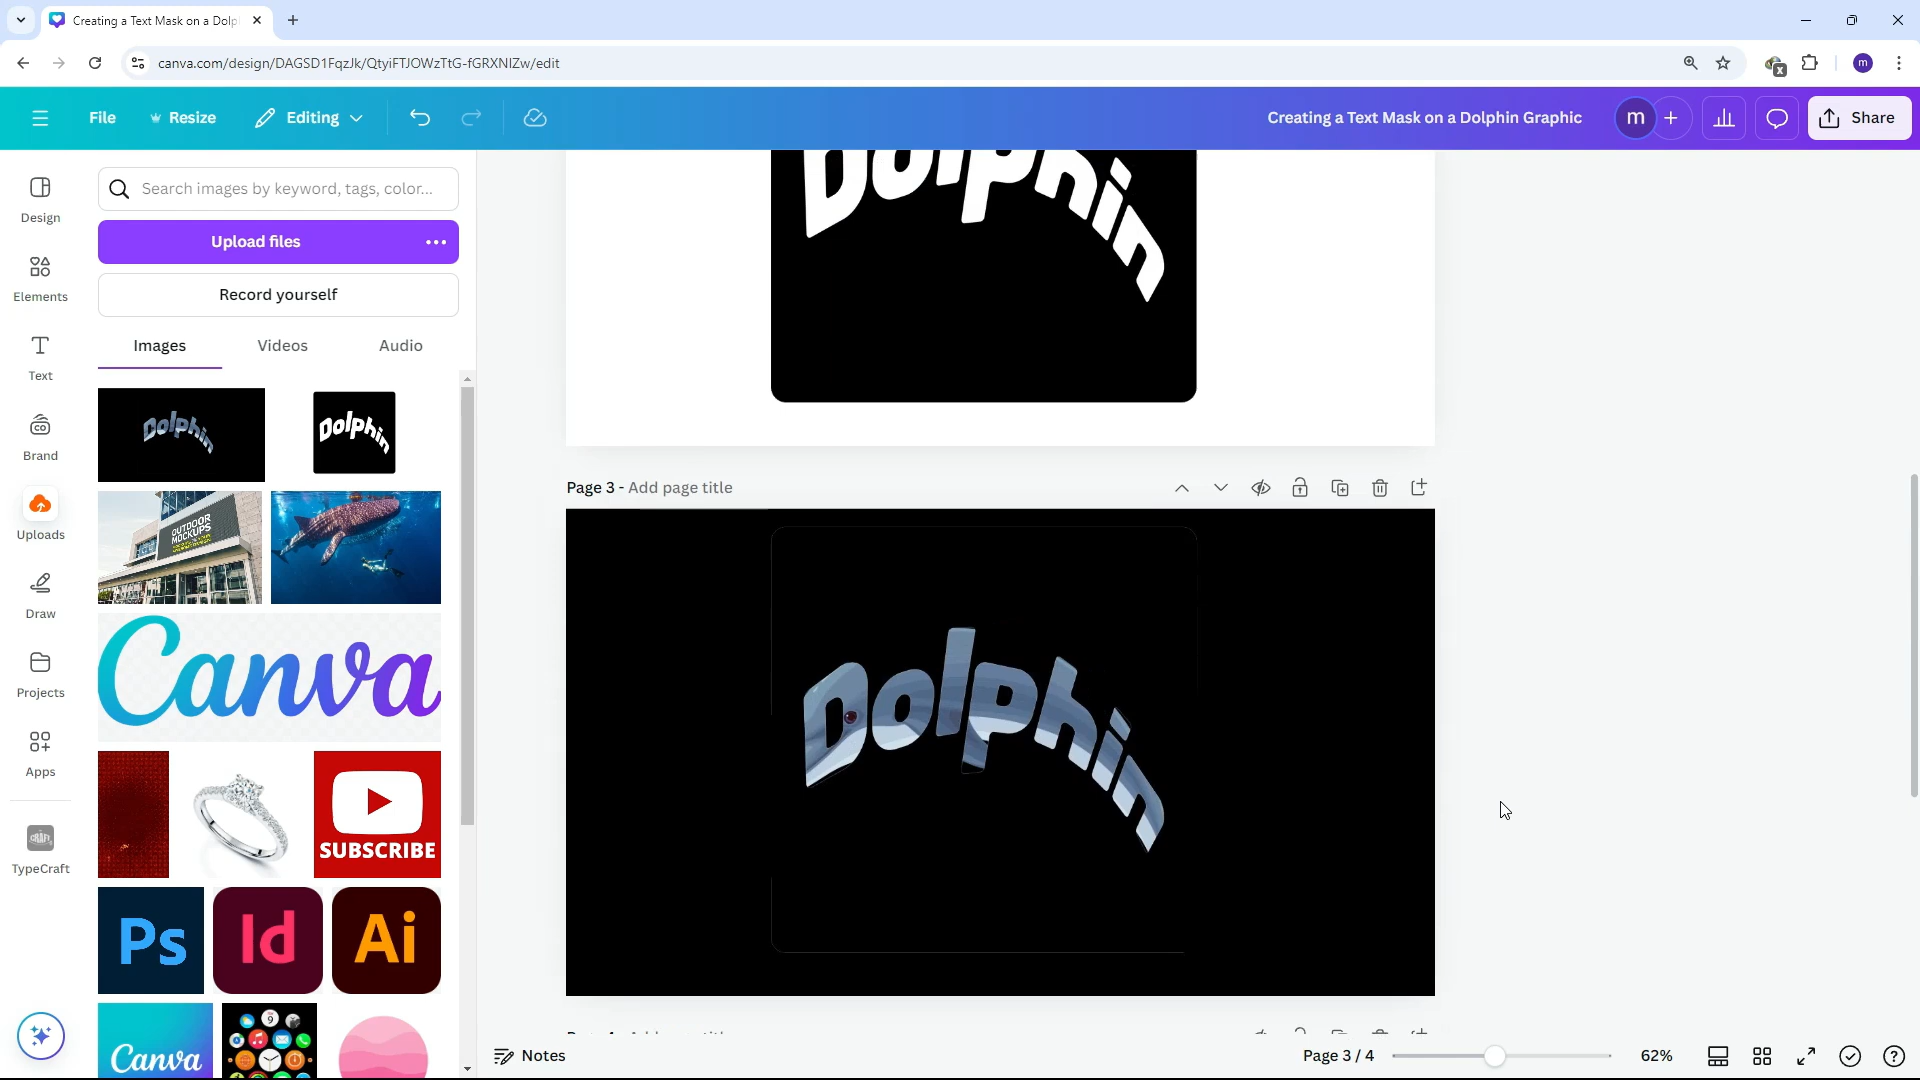 Creating a Text Mask on a Dolp
canva.com/design/DAGSD1FqzJk/QtyiFTJOWzTtG-fGRXNIZw/edit
m
File
Resize
Editing
Creating a Text Mask on a Dolphin Graphic
m
Share
Design
Elements
Text
Brand
Uploads
Draw
Projects
Apps
CRAFT
TypeCraft
Search images by keyword, tags, color...
Upload files
Record yourself
Images
Videos
Audio
Dolphin
Dolphin
OUTDOOR
MOCKUPS
Canva
SUBSCRIBE
Ps
Id
Ai
Canva
9
Dolphin
Page 3 - Add page title
Dolphin
Notes
Page 3 / 4
62%